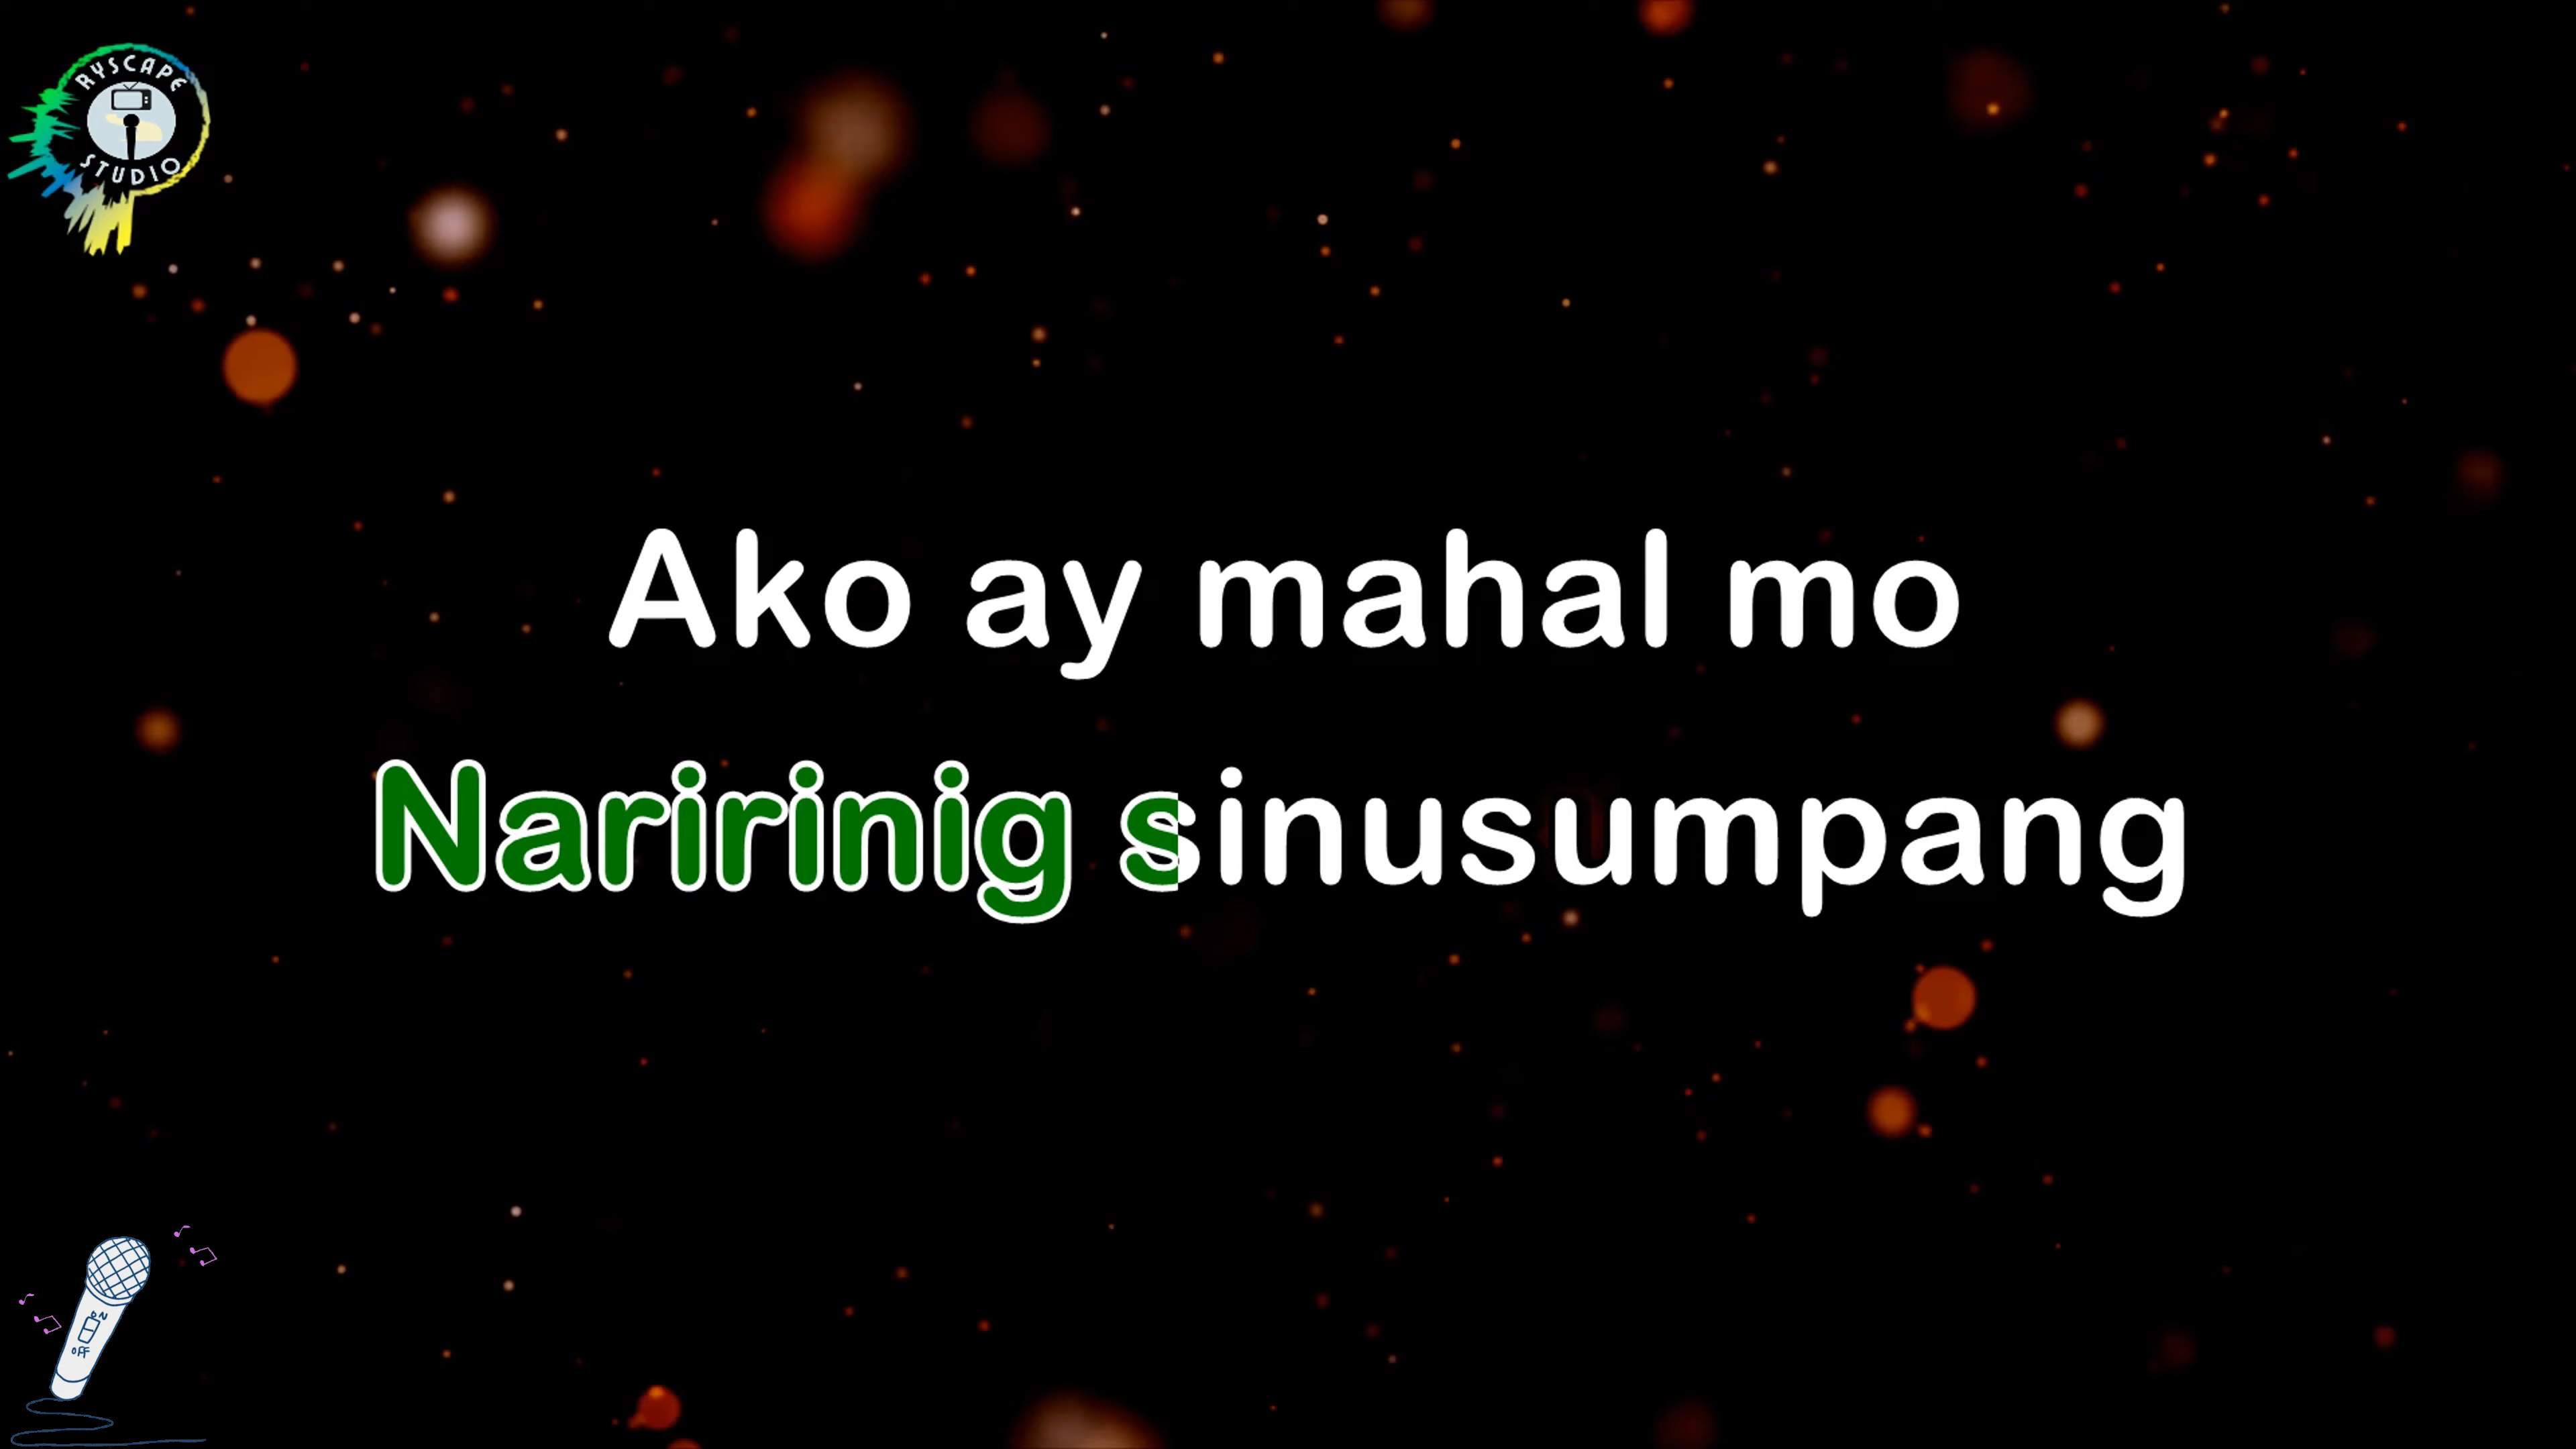 RYSCAPE
STUDIO
Ako ay mahal mo
Naririnig sinusumpang
ON
OFF